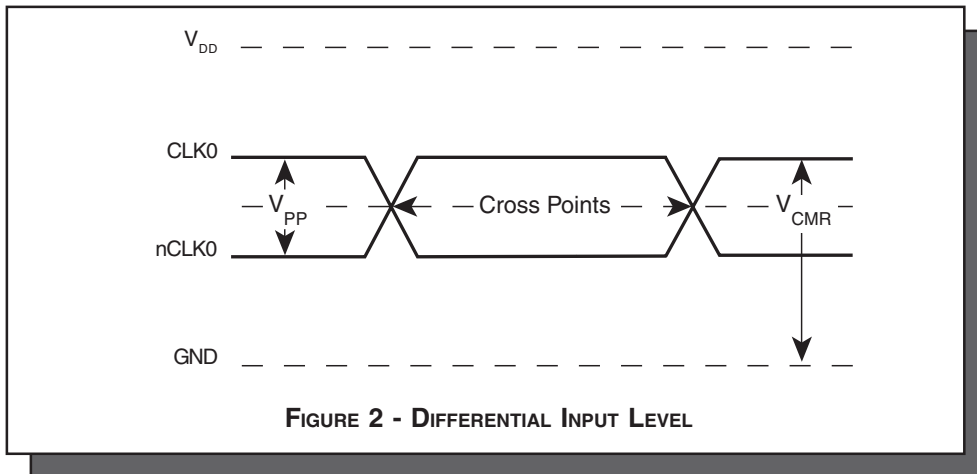 VDD
CLK0
VPP
Cross Points
VCMR
nCLK0
GND
FIGURE 2 - DIFFERENTIAL INPUT LEVEL